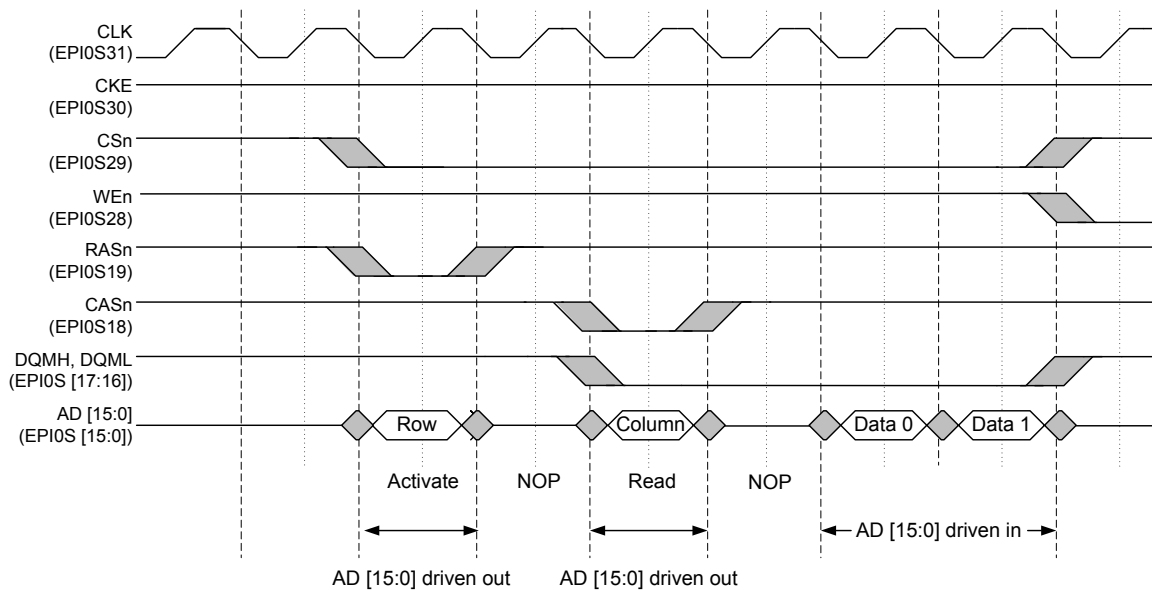 CLK
(EPI0S31)
CKE
(EPI0S30)
CSn
(EPI0S29)
WEn
(EPI0S28)
RASn
(EPI0S19)
CASn
(EPI0S18)
DQMH, DQML
(EPI0S [17:16])
AD [15:0]
(EPI0S [15:0])
Row
Column
Data 0
Data 1
Activate
NOP
Read
NOP
AD [15:0] driven in
AD [15:0] driven out
AD [15:0] driven out